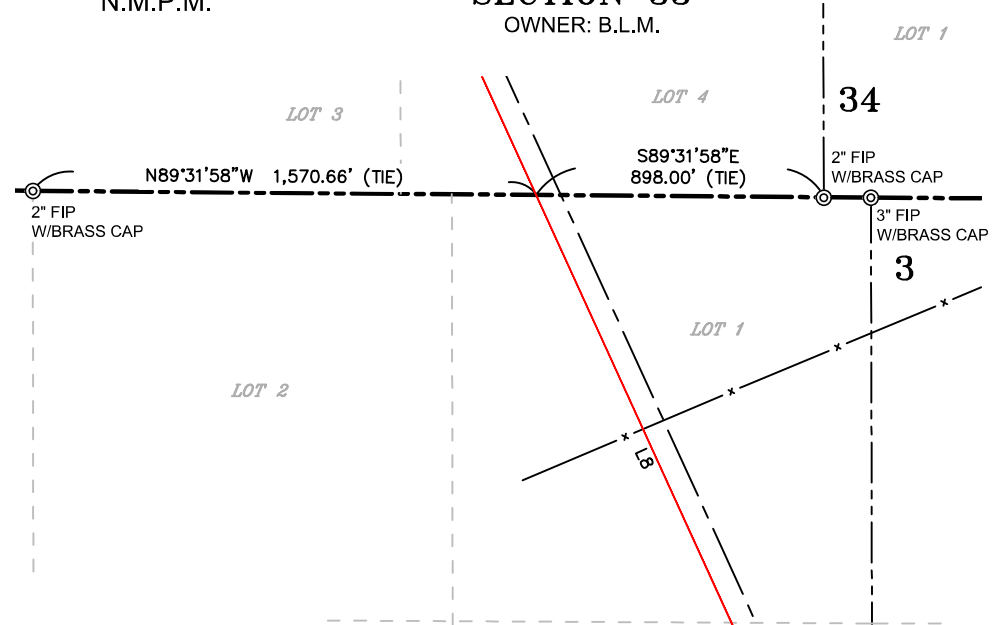 N.M.P.M.
SECTION 33
OWNER: B.L.M.
LOT 1
34
LOT 3
LOT 4
N89°31'58"W 1,570.66' (TIE)
S89°31'58"E
898.00' (TIE)
2" FIP
W/BRASS CAP
2" FIP
W/BRASS CAP
3" FIP
W/BRASS CAP
3
LOT 1
LOT 2
L8